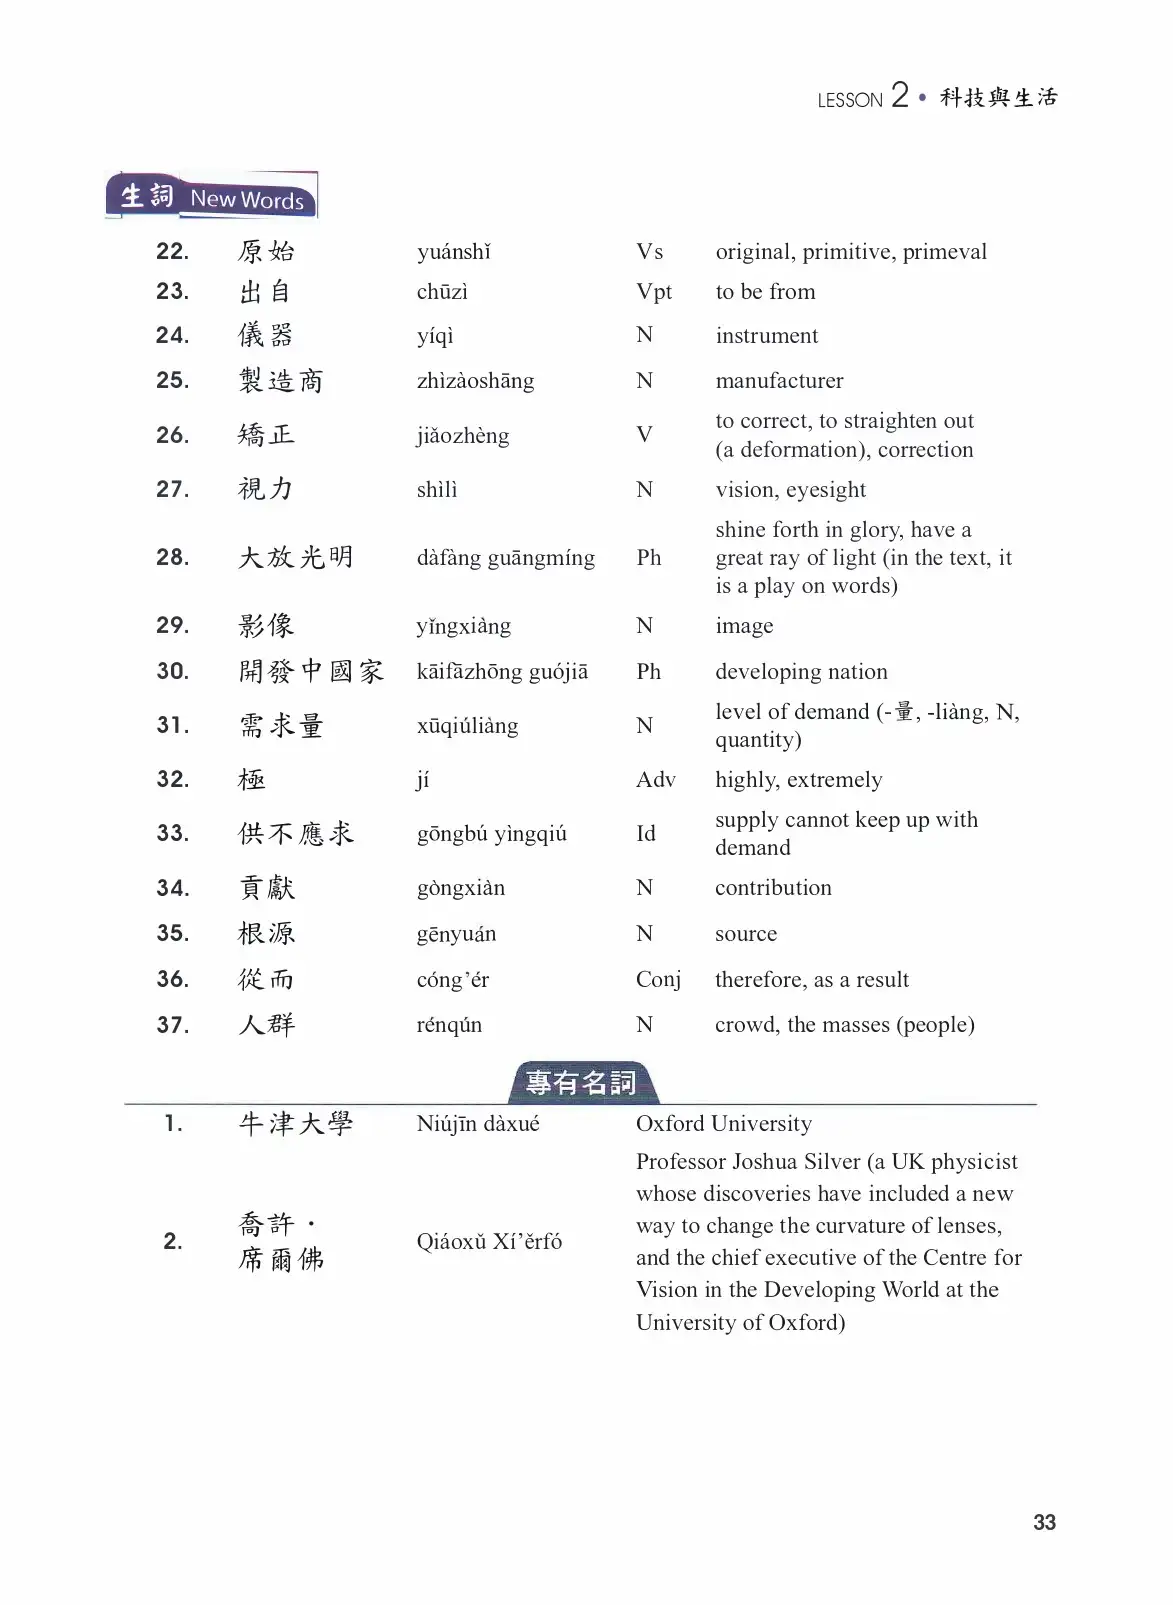 LESSON 2 • 科技與生活
生詞 New Words
22. 原始 yuánshǐ Vs original, primitive, primeval
23. 出自 chūzì Vpt to be from
24. 儀器 yíqì N instrument
25. 製造商 zhìzàoshāng N manufacturer
26. 矯正 jiǎozhèng V to correct, to straighten out
(a deformation), correction
27. 視力 shìlì N vision, eyesight
28. 大放光明 dàfàng guāngmíng Ph shine forth in glory, have a
great ray of light (in the text, it
is a play on words)
29. 影像 yǐngxiàng N image
30. 開發中國家 kāifāzhōng guójiā Ph developing nation
31. 需求量 xūqiúliàng N level of demand (-量, -liàng, N,
quantity)
32. 極 jí Adv highly, extremely
33. 供不應求 gōngbú yìngqiú Id supply cannot keep up with
demand
34. 貢獻 gòngxiàn N contribution
35. 根源 gēnyuán N source
36. 從而 cóng’ér Conj therefore, as a result
37. 人群 rénqún N crowd, the masses (people)
專有名詞
1. 牛津大學 Niújīn dàxué Oxford University
2. 喬許・
席爾佛 Qiáoxǔ Xí’ěrfó Professor Joshua Silver (a UK physicist
whose discoveries have included a new
way to change the curvature of lenses,
and the chief executive of the Centre for
Vision in the Developing World at the
University of Oxford)
33